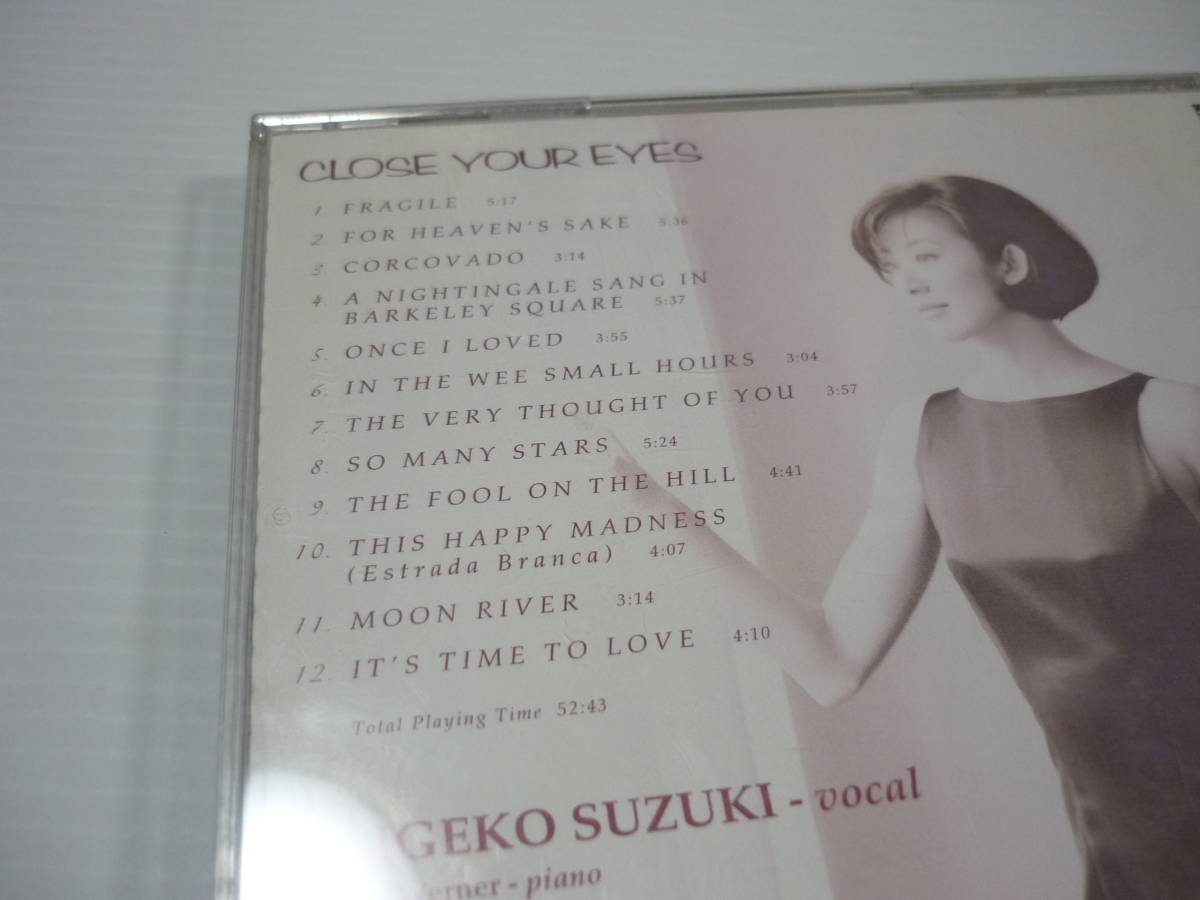 CLOSE YOUR EYES
1. FRAGILE 5:17
2. FOR HEAVEN'S SAKE 5:36
3. CORCOVADO 3:14
4. A NIGHTINGALE SANG IN
BARKELEY SQUARE 5:37
5. ONCE I LOVED 3:55
6. IN THE WEE SMALL HOURS 3:04
7. THE VERY THOUGHT OF YOU 3:57
8. SO MANY STARS 5:24
9. THE FOOL ON THE HILL 4:41
10. THIS HAPPY MADNESS
(Estrada Branca) 4:07
11. MOON RIVER 3:14
12. IT'S TIME TO LOVE 4:10
Total Playing Time 52:43
GEKO SUZUKI - vocal
erner - piano